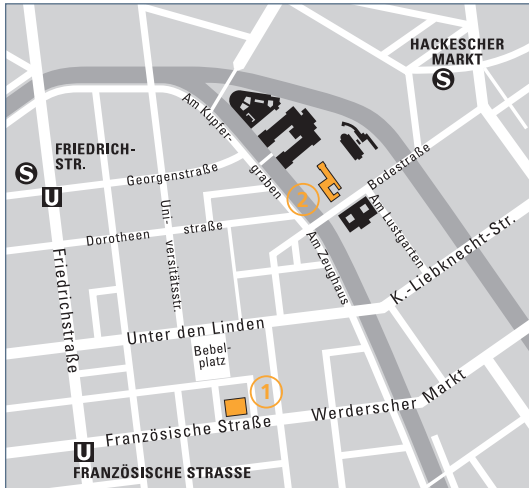 HACKESCHER
MARKT
S
Am Kupfer-
graben
FRIEDRICH-
STR.
S
U
Georgenstraße
Bodestraße
2
Am Lustgarten
Dorotheen
straße
Uni-
versitätsstr.
Am Zeughaus
K.-Liebknecht-Str.
Friedrichstraße
Unter den Linden
Bebel-
platz
1
Werderscher Markt
Französische Straße
U
FRANZÖSISCHE STRASSE